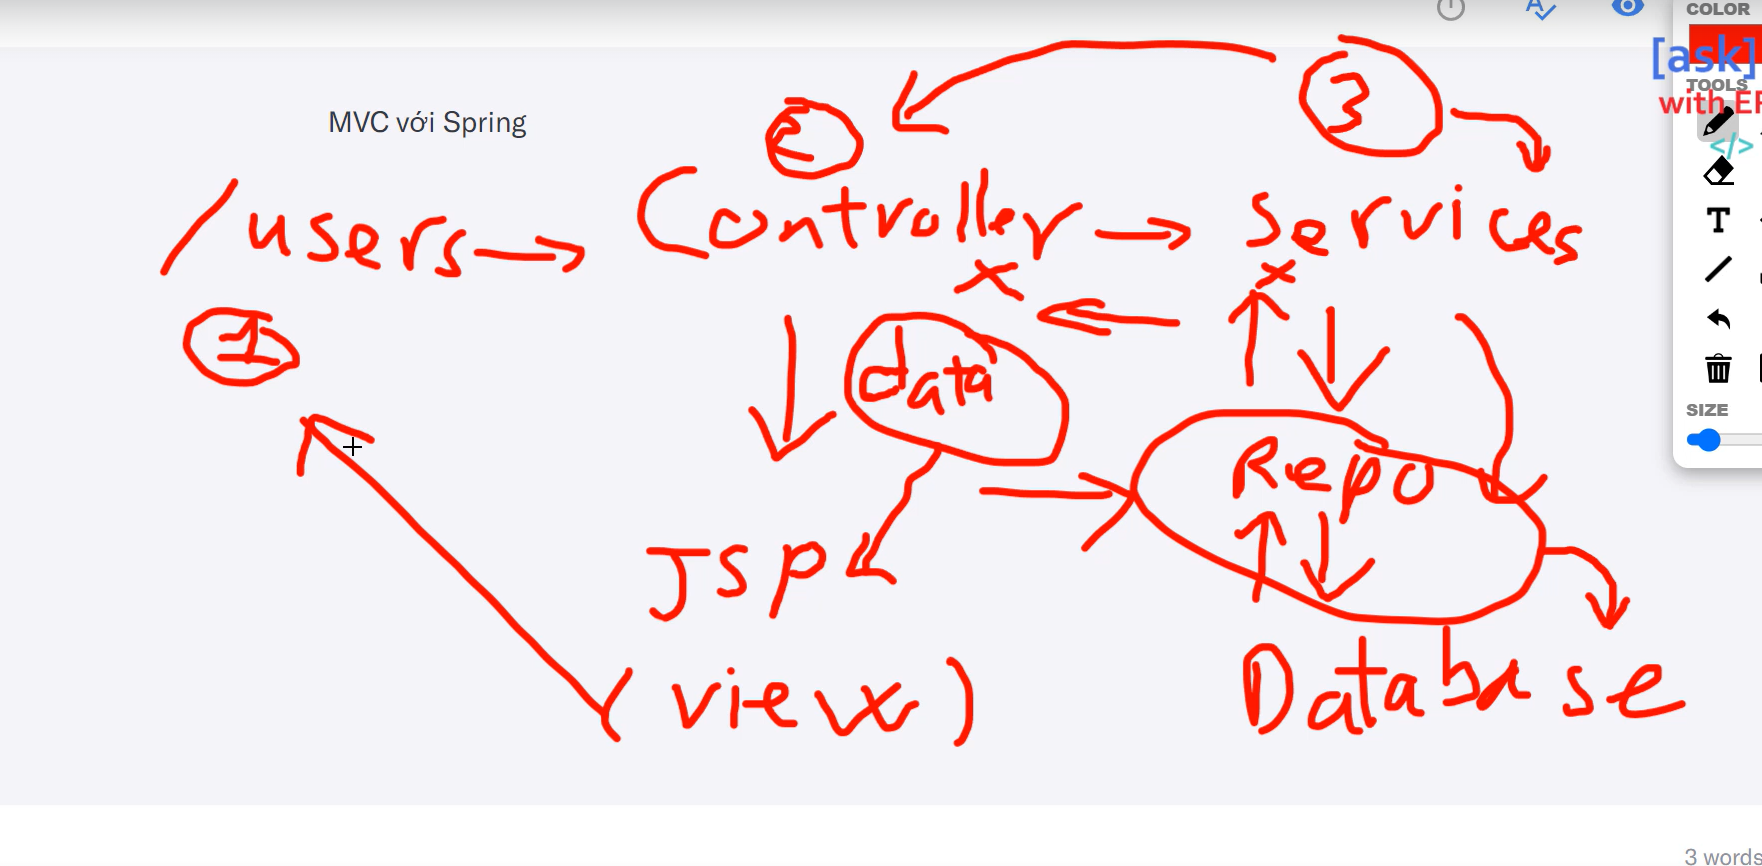 COLOR
[ask]
TOOLS
with ER
</>
MVC với Spring
2
3
/users → Controller → Services
1
data
Repo
JSP
(view)
Database
T
SIZE
3 words